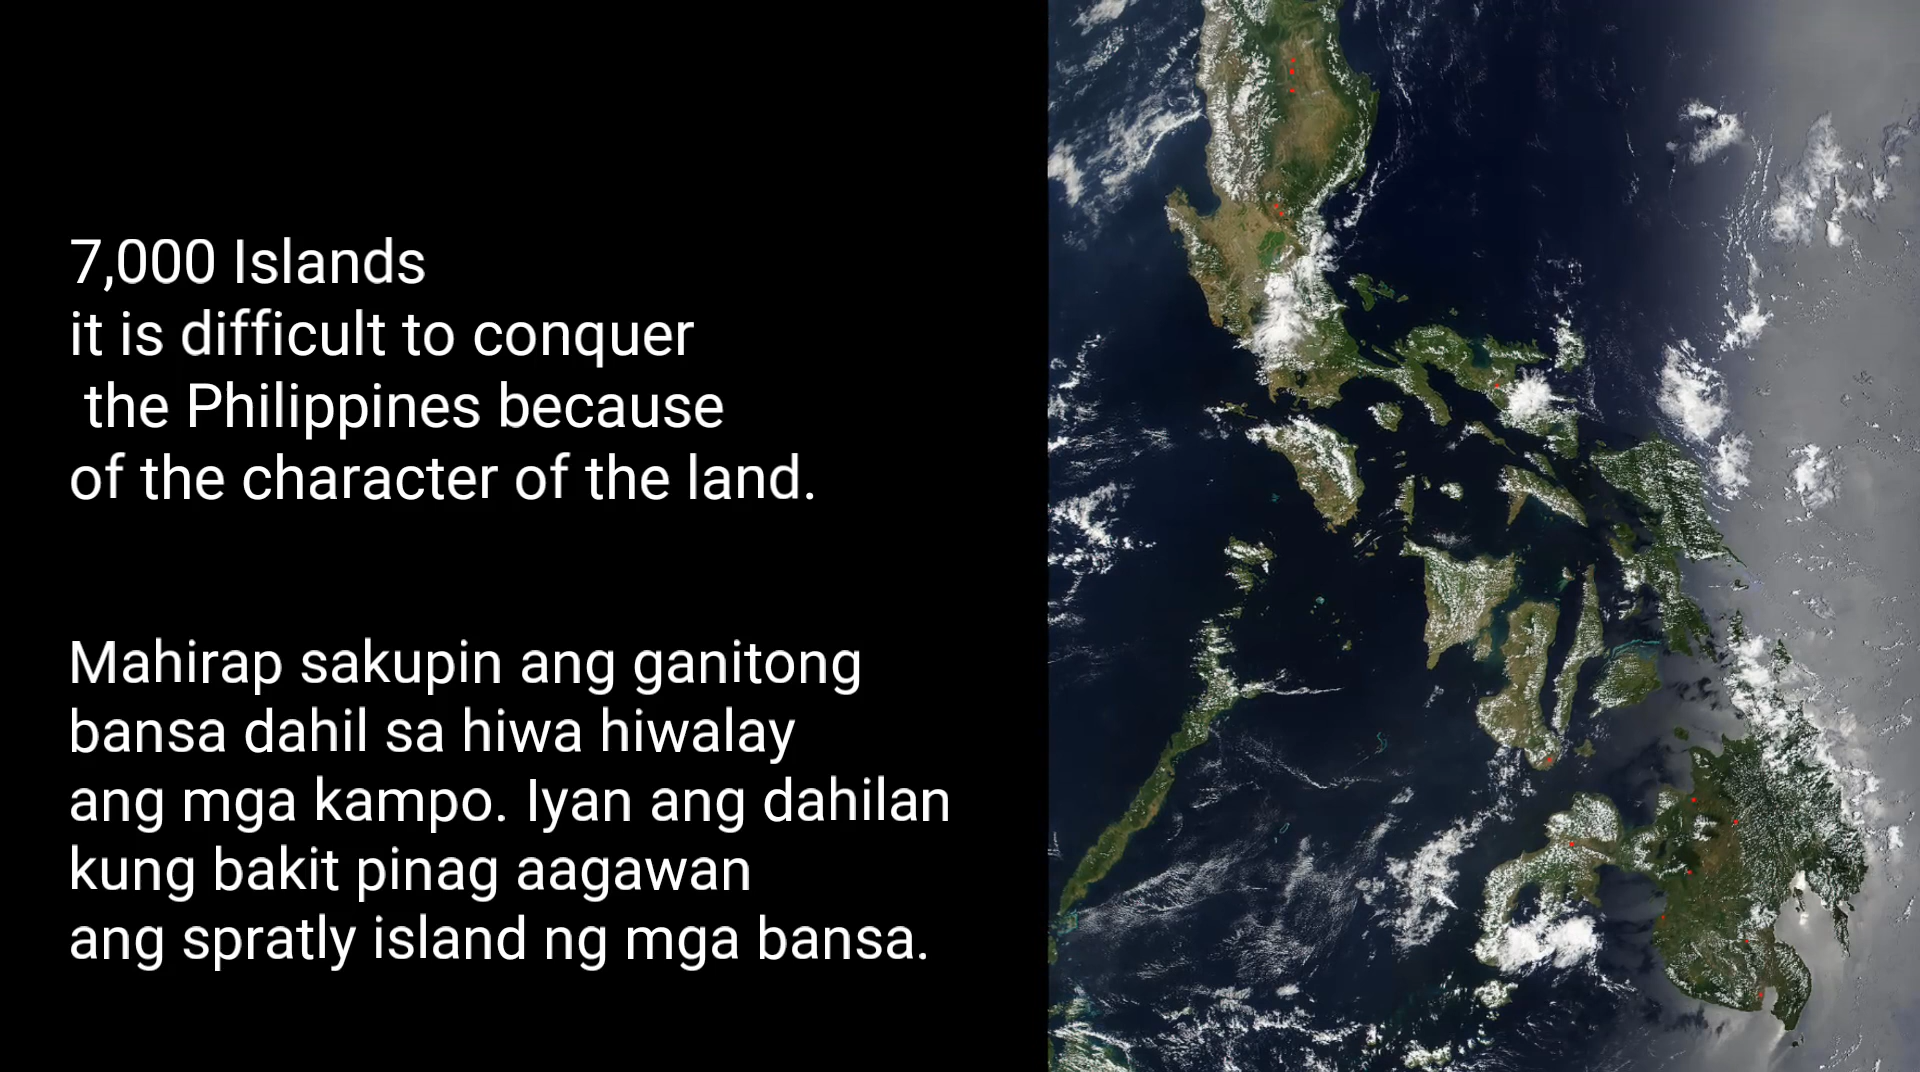 7,000 Islands
it is difficult to conquer
the Philippines because
of the character of the land.
Mahirap sakupin ang ganitong
bansa dahil sa hiwa hiwalay
ang mga kampo. Iyan ang dahilan
kung bakit pinag aagawan
ang spratly island ng mga bansa.